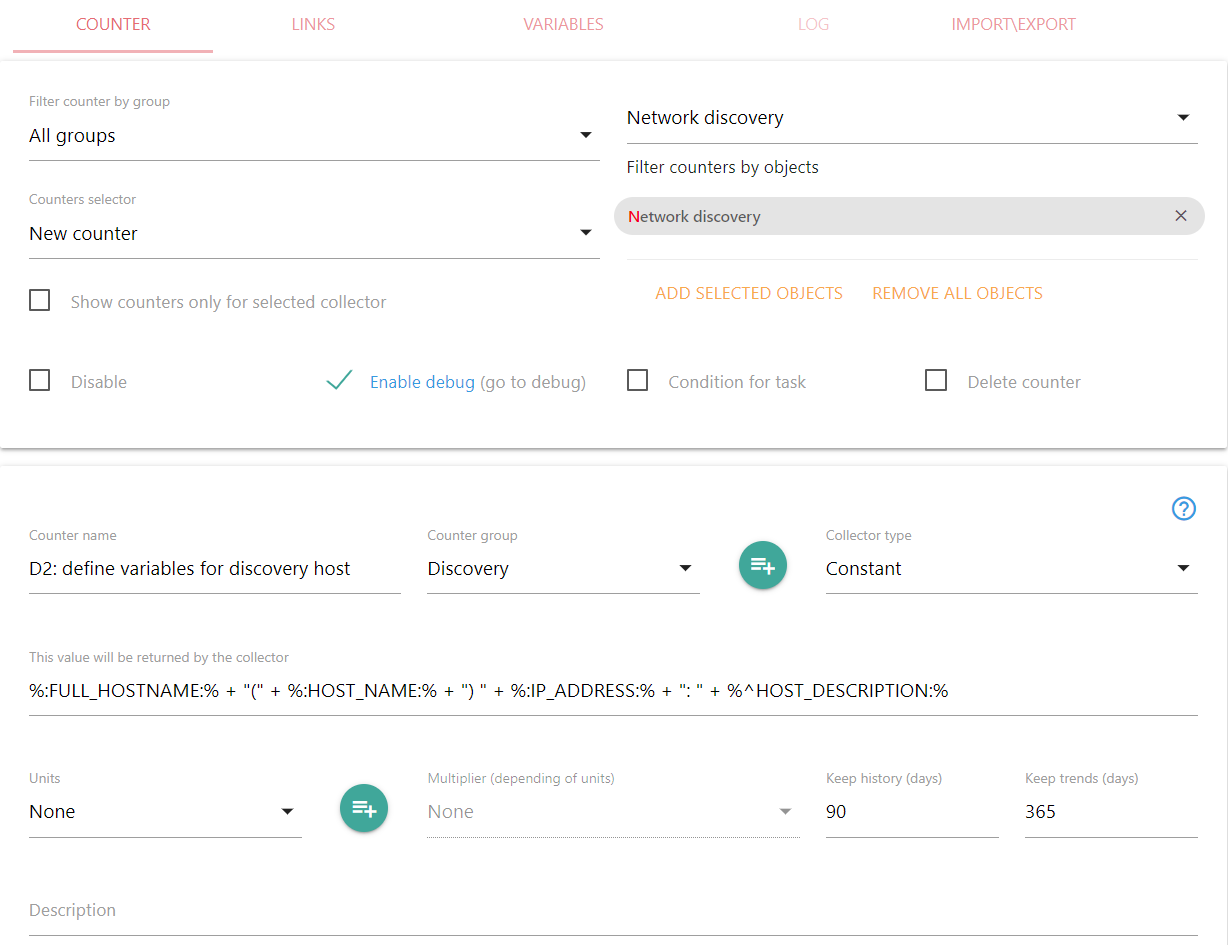 COUNTER LINKS VARIABLES LOG IMPORT\EXPORT
Filter counter by group
All groups
Network discovery
Filter counters by objects
Counters selector
New counter
Network discovery
Show counters only for selected collector
ADD SELECTED OBJECTS REMOVE ALL OBJECTS
Disable Enable debug (go to debug) Condition for task Delete counter
Counter name Counter group Collector type
D2: define variables for discovery host Discovery Constant
This value will be returned by the collector
%:FULL_HOSTNAME:% + "(" + %:HOST_NAME:% + ") " + %:IP_ADDRESS:% + ": " + %^HOST_DESCRIPTION:%
Units Multiplier (depending of units) Keep history (days) Keep trends (days)
None None 90 365
Description